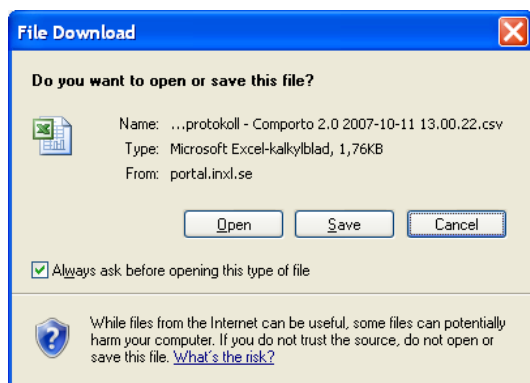 File Download
Do you want to open or save this file?
Name: ...protokoll - Comporto 2.0 2007-10-11 13.00.22.csv
Type: Microsoft Excel-kalkylblad, 1,76KB
From: portal.inxl.se
Open Save Cancel
Always ask before opening this type of file
While files from the Internet can be useful, some files can potentially
harm your computer. If you do not trust the source, do not open or
save this file. What's the risk?